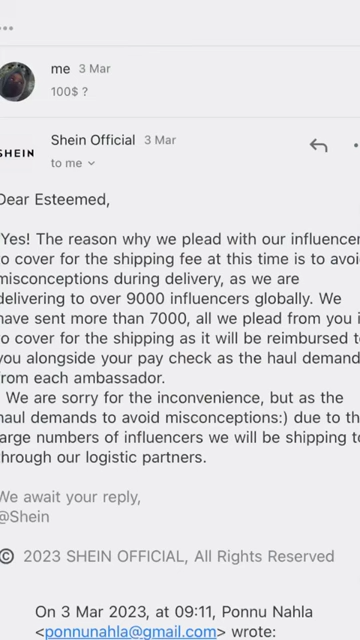 me 3 Mar
100$ ?
SHEIN
Shein Official 3 Mar
to me
Dear Esteemed,
Yes! The reason why we plead with our influencer
to cover for the shipping fee at this time is to avoi
misconceptions during delivery, as we are
delivering to over 9000 influencers globally. We
have sent more than 7000, all we plead from you i
to cover for the shipping as it will be reimbursed t
you alongside your pay check as the haul demand
from each ambassador.
We are sorry for the inconvenience, but as the
haul demands to avoid misconceptions:) due to th
large numbers of influencers we will be shipping to
through our logistic partners.
We await your reply,
@Shein
© 2023 SHEIN OFFICIAL, All Rights Reserved
On 3 Mar 2023, at 09:11, Ponnu Nahla
<ponnunahla@gmail.com> wrote: